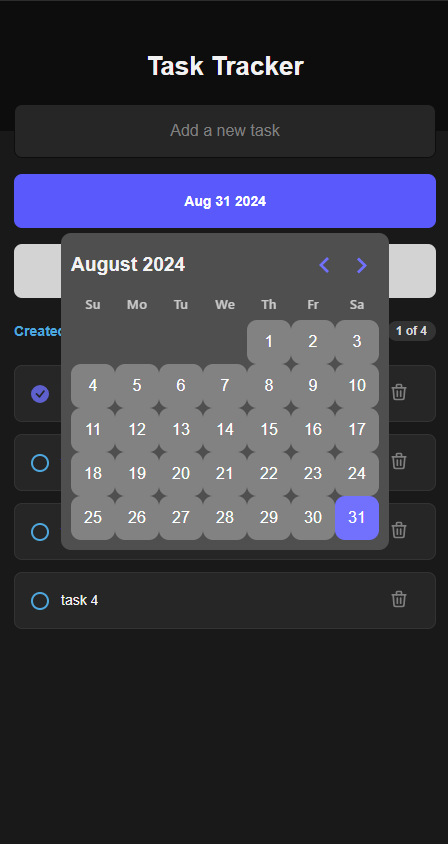 Task Tracker
Add a new task
Aug 31 2024
August 2024
Su Mo Tu We Th Fr Sa
1 2 3
4 5 6 7 8 9 10
11 12 13 14 15 16 17
18 19 20 21 22 23 24
25 26 27 28 29 30 31
Created
1 of 4
task 4